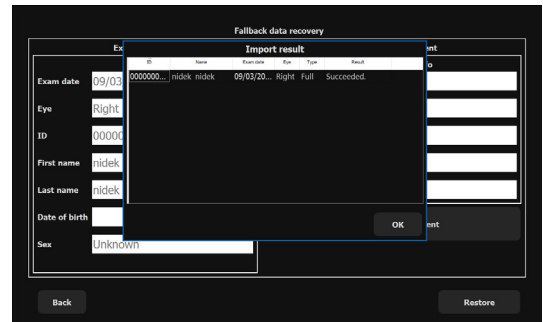 Fallback data recovery
Ex
Import result
ent
ID Name Exam date Eye Type Result
o
0000000... nidek nidek 09/03/20... Right Full Succeeded.
Exam date 09/03
Eye Right
ID 00000
First name nidek
Last name nidek
Date of birth
OK
ent
Sex Unknown
Back
Restore